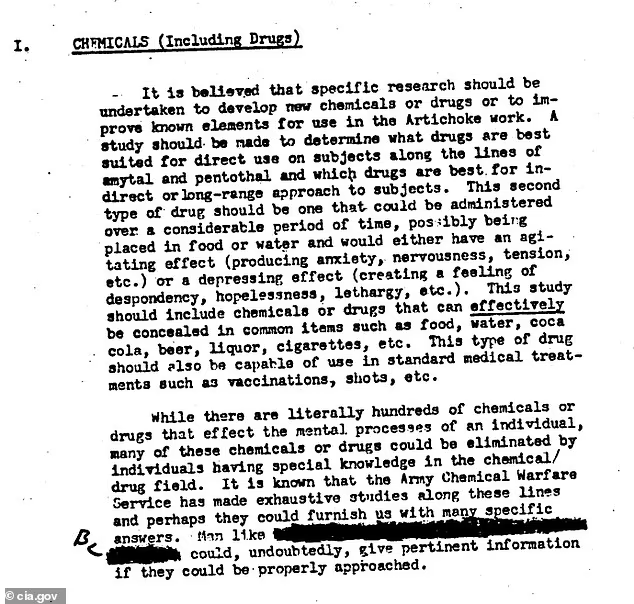 I. CHEMICALS (Including Drugs)
- It is believed that specific research should be
undertaken to develop new chemicals or drugs or to im-
prove known elements for use in the Artichoke work. A
study should be made to determine what drugs are best
suited for direct use on subjects along the lines of
amytal and pentothal and which drugs are best for in-
direct or long-range approach to subjects. This second
type of drug should be one that could be administered
over a considerable period of time, possibly being
placed in food or water and would either have an agi-
tating effect (producing anxiety, nervousness, tension,
etc.) or a depressing effect (creating a feeling of
despondency, hopelessness, lethargy, etc.). This study
should include chemicals or drugs that can effectively
be concealed in common items such as food, water, coca
cola, beer, liquor, cigarettes, etc. This type of drug
should also be capable of use in standard medical treat-
ments such as vaccinations, shots, etc.
While there are literally hundreds of chemicals or
drugs that effect the mental processes of an individual,
many of these chemicals or drugs could be eliminated by
individuals having special knowledge in the chemical/
drug field. It is known that the Army Chemical Warfare
Service has made exhaustive studies along these lines
and perhaps they could furnish us with many specific
answers. Man like
B
could, undoubtedly, give pertinent information
if they could be properly approached.
© cia.gov